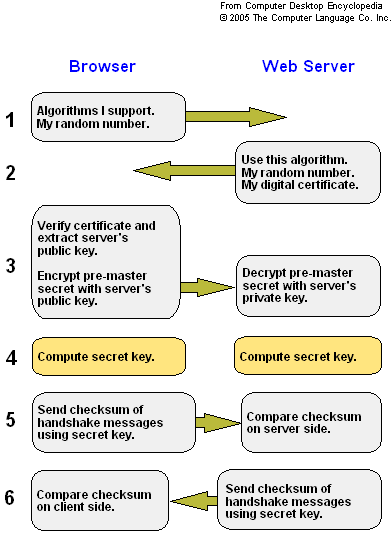 From Computer Desktop Encyclopedia
© 2005 The Computer Language Co. Inc.
Browser
Web Server
1
Algorithms I support.
My random number.
2
Use this algorithm.
My random number.
My digital certificate.
3
Verify certificate and
extract server's
public key.
Encrypt pre-master
secret with server's
public key.
Decrypt pre-master
secret with server's
private key.
4
Compute secret key.
Compute secret key.
5
Send checksum of
handshake messages
using secret key.
Compare checksum
on server side.
6
Compare checksum
on client side.
Send checksum of
handshake messages
using secret key.